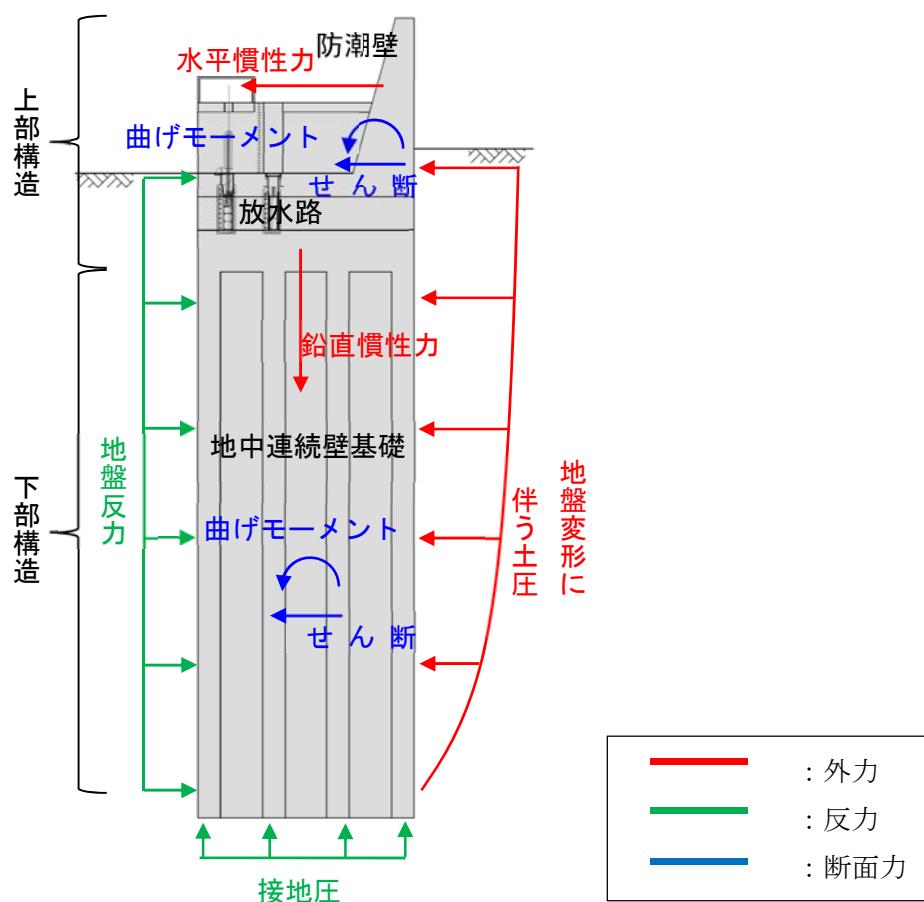 防潮壁
水平慣性力
上部構造
曲げモーメント
せん断
放水路
鉛直慣性力
地中連続壁基礎
地盤反力
下部構造
地盤変形に
伴う土圧
曲げモーメント
せん断
接地圧
：外力
：反力
：断面力